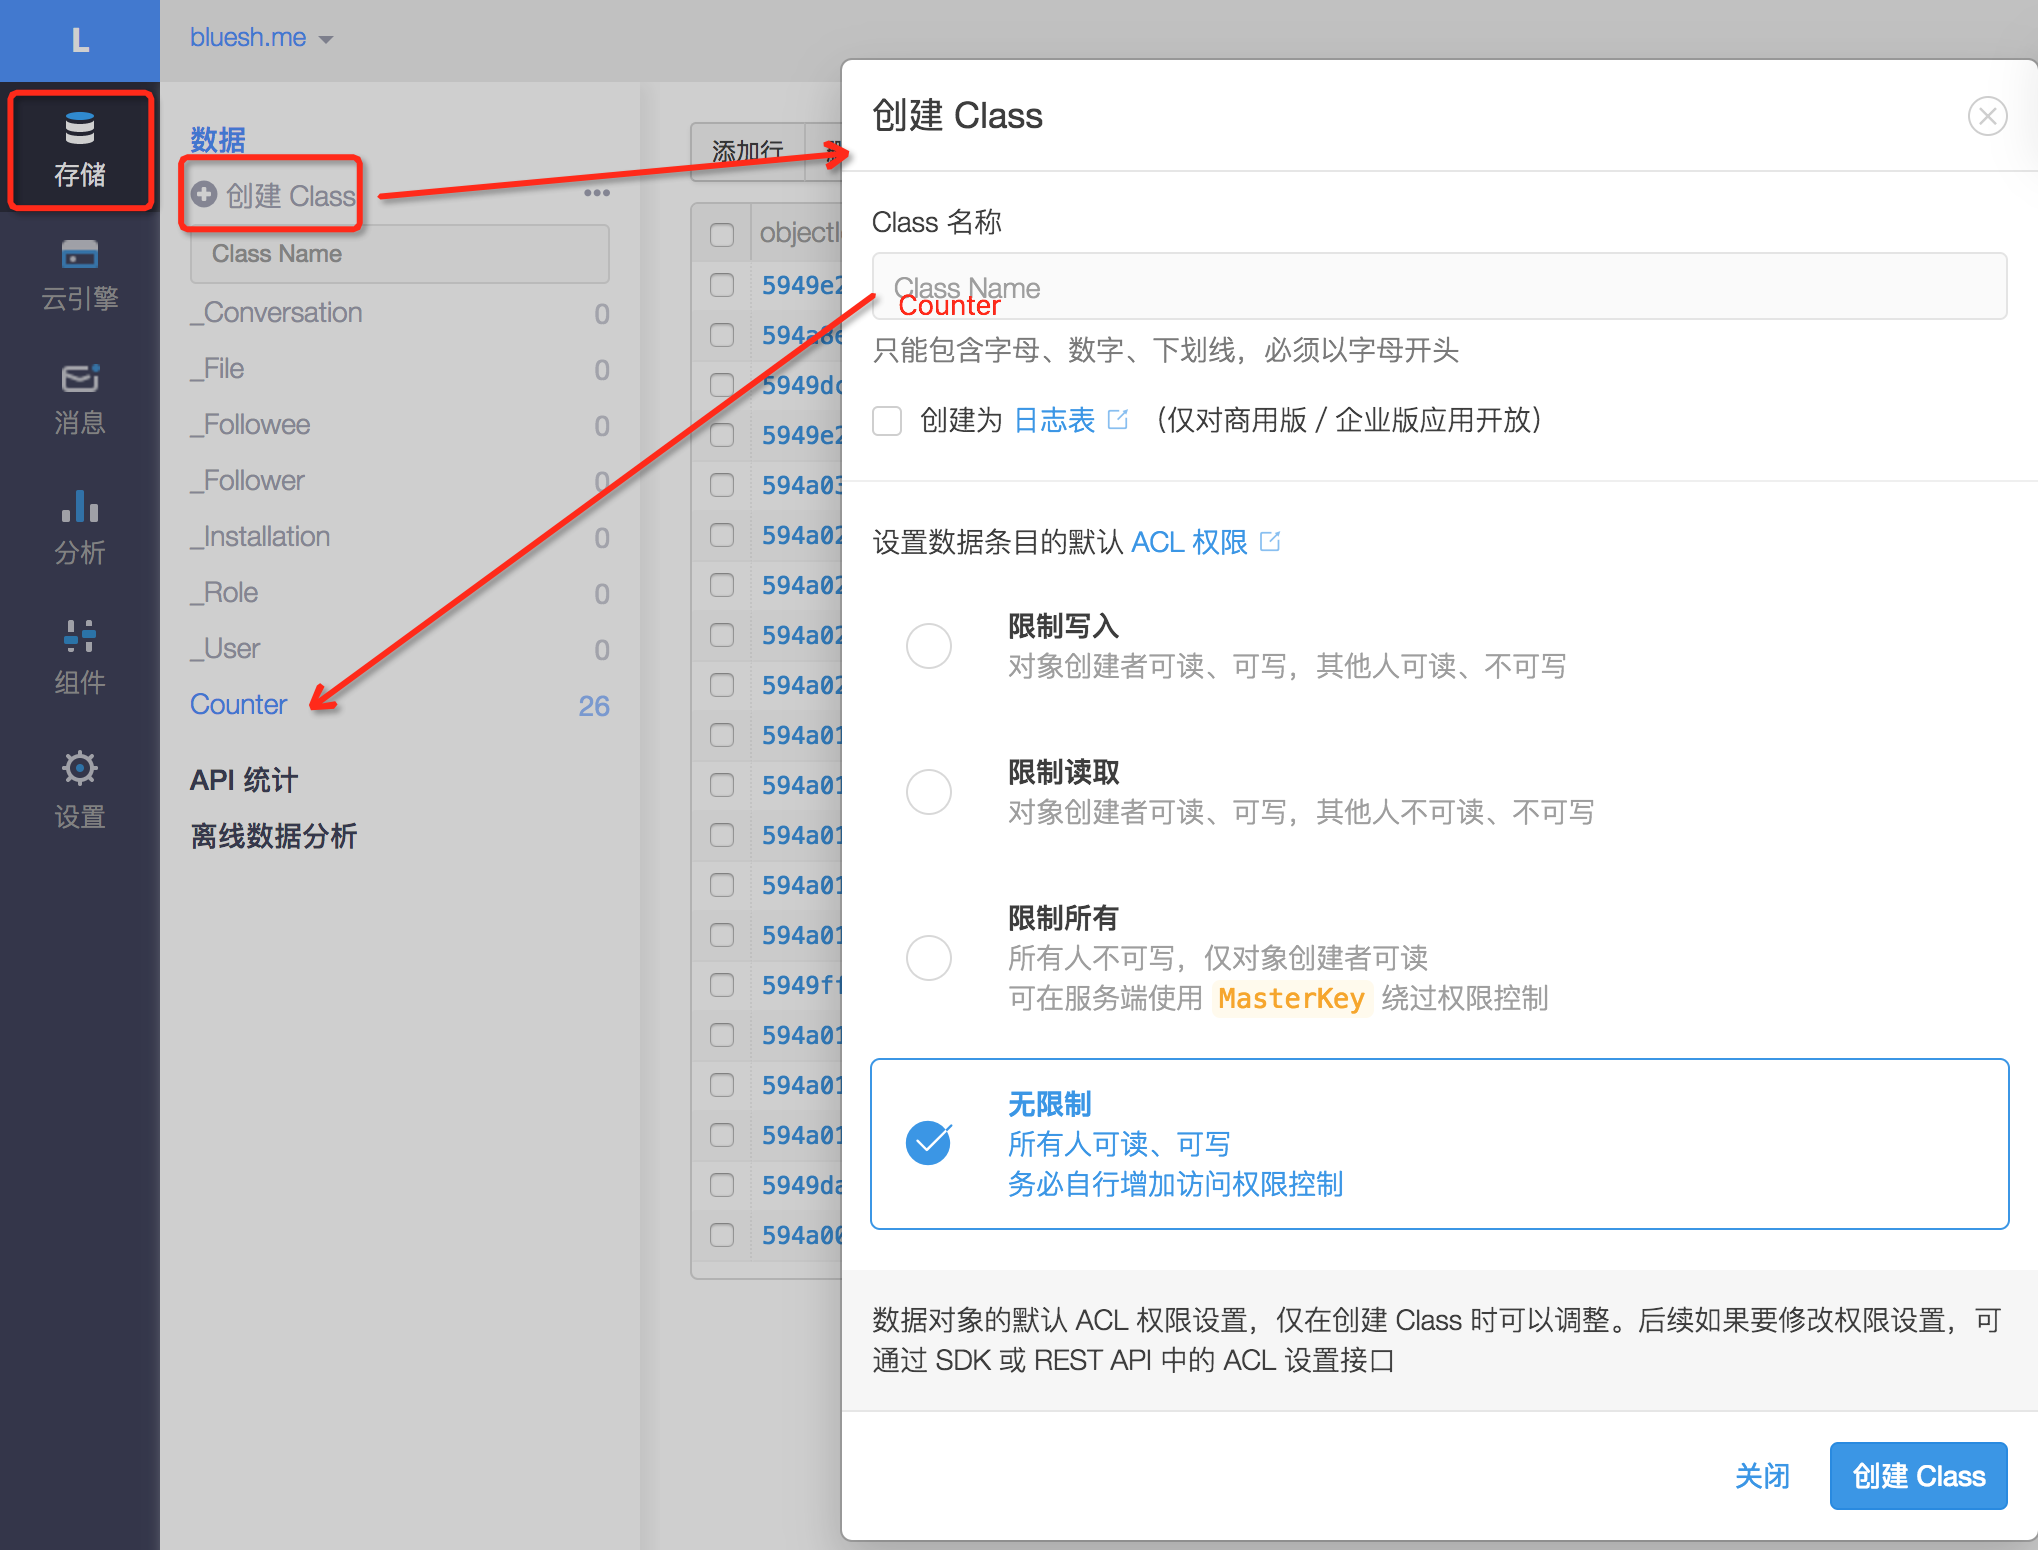 L
bluesh.me
存储
云引擎
消息
分析
组件
设置
数据
创建 Class
Class Name
_Conversation 0
_File 0
_Followee 0
_Follower 0
_Installation 0
_Role 0
_User 0
Counter 26
API 统计
离线数据分析
添加行
5949e2
594a8e
5949dc
5949e2
594a03
594a02
594a02
594a02
594a02
594a01
594a01
594a01
594a01
594a01
5949ff
594a01
594a01
594a01
5949da
594a00
创建 Class
Class 名称
Class Name
Counter
只能包含字母、数字、下划线，必须以字母开头
创建为 日志表 （仅对商用版 / 企业版应用开放）
设置数据条目的默认 ACL 权限
限制写入
对象创建者可读、可写，其他人可读、不可写
限制读取
对象创建者可读、可写，其他人不可读、不可写
限制所有
所有人不可写，仅对象创建者可读
可在服务端使用 MasterKey 绕过权限控制
无限制
所有人可读、可写
务必自行增加访问权限控制
数据对象的默认 ACL 权限设置，仅在创建 Class 时可以调整。后续如果要修改权限设置，可
通过 SDK 或 REST API 中的 ACL 设置接口
关闭
创建 Class